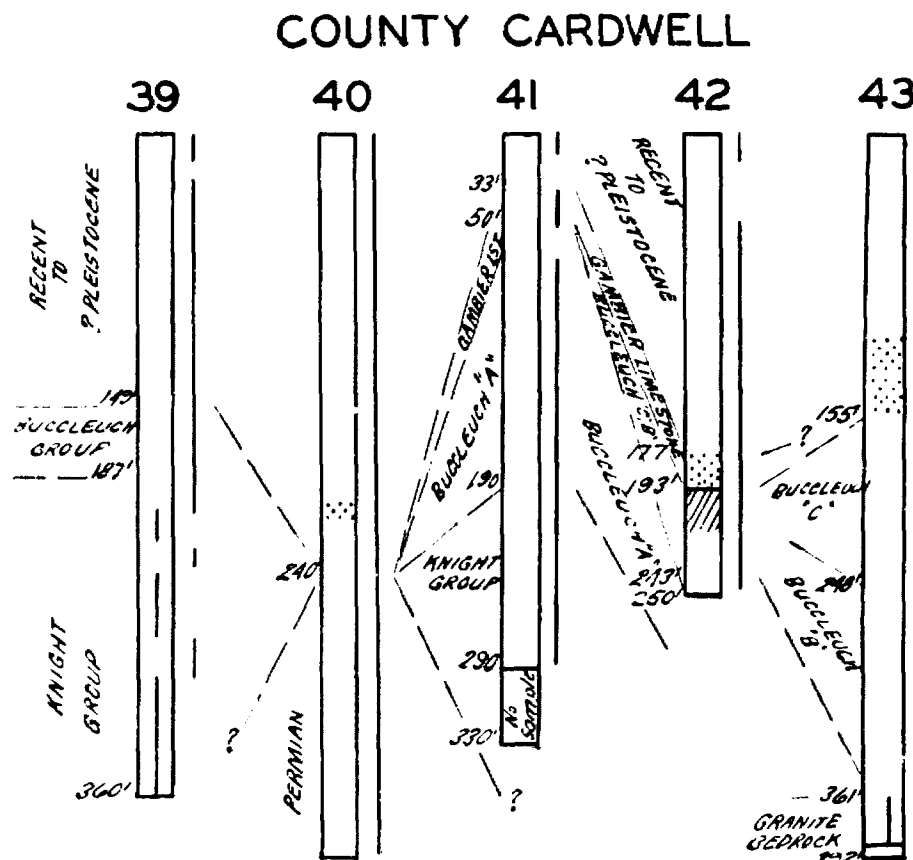 COUNTY CARDWELL
39
40
41
42
43
RECENT
TO
? PLEISTOCENE
149'
BUCCLEUCH
GROUP
187'
KNIGHT
GROUP
360'
?
240'
PERMIAN
33'
50'
GAMBIER LST
BUCCLEUCH "A"
190
KNIGHT
GROUP
290
No
Sample
330'
?
RECENT
TO
? PLEISTOCENE
GAMBIER LIMESTONE
BUCCLEUCH
BUCCLEUCH "A"
177'
193'
243'
250'
?
155'
BUCCLEUCH
"C"
248'
BUCCLEUCH
"B"
361'
GRANITE
BEDROCK